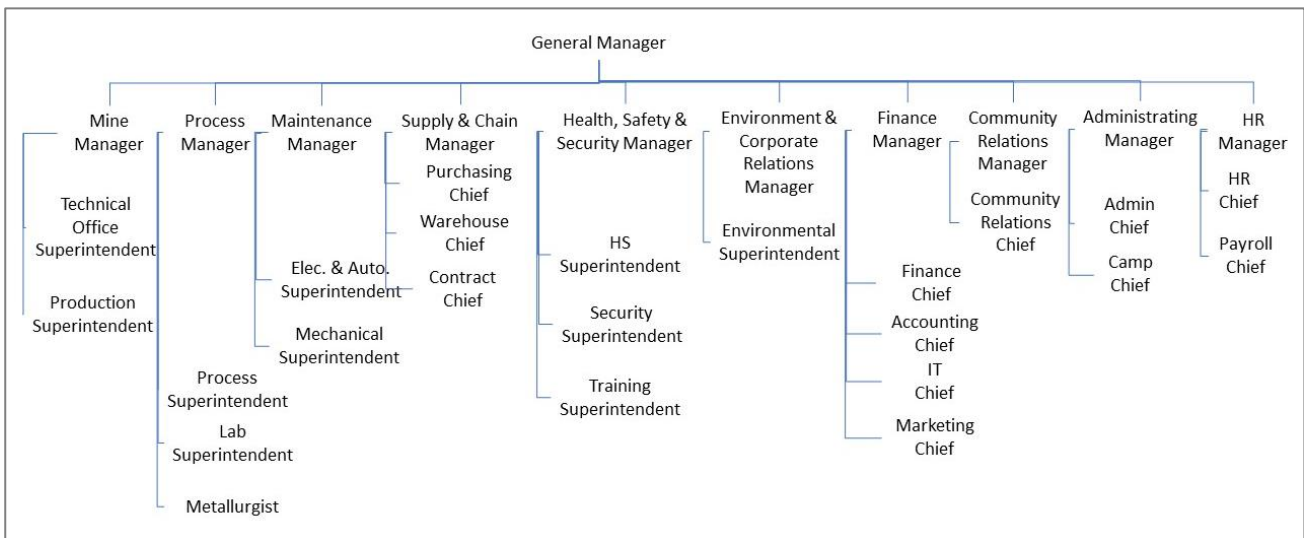 General Manager
Mine
Manager
Technical
Office
Superintendent
Production
Superintendent
Process
Manager
Process
Superintendent
Lab
Superintendent
Metallurgist
Maintenance
Manager
Elec. & Auto.
Superintendent
Mechanical
Superintendent
Supply & Chain
Manager
Purchasing
Chief
Warehouse
Chief
Contract
Chief
Health, Safety &
Security Manager
HS
Superintendent
Security
Superintendent
Training
Superintendent
Environment &
Corporate
Relations
Manager
Environmental
Superintendent
Finance
Manager
Finance
Chief
Accounting
Chief
IT
Chief
Marketing
Chief
Community
Relations
Manager
Community
Relations
Chief
Administrating
Manager
Admin
Chief
Camp
Chief
HR
Manager
HR
Chief
Payroll
Chief